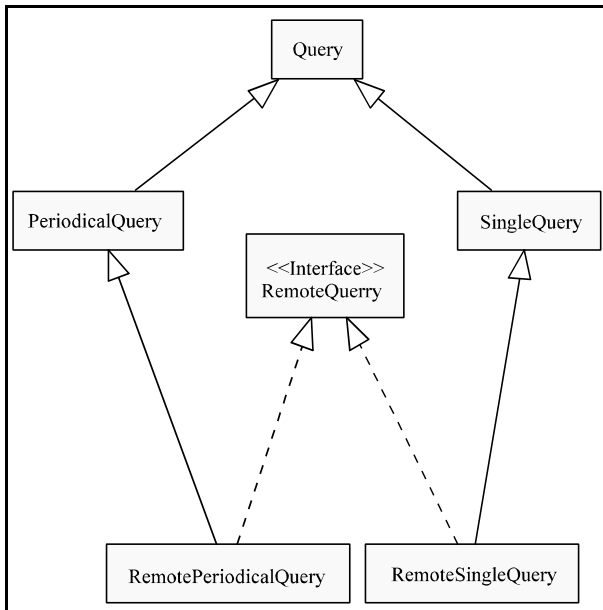 Query
PeriodicalQuery
SingleQuery
<<Interface>>
RemoteQuerry
RemotePeriodicalQuery
RemoteSingleQuery